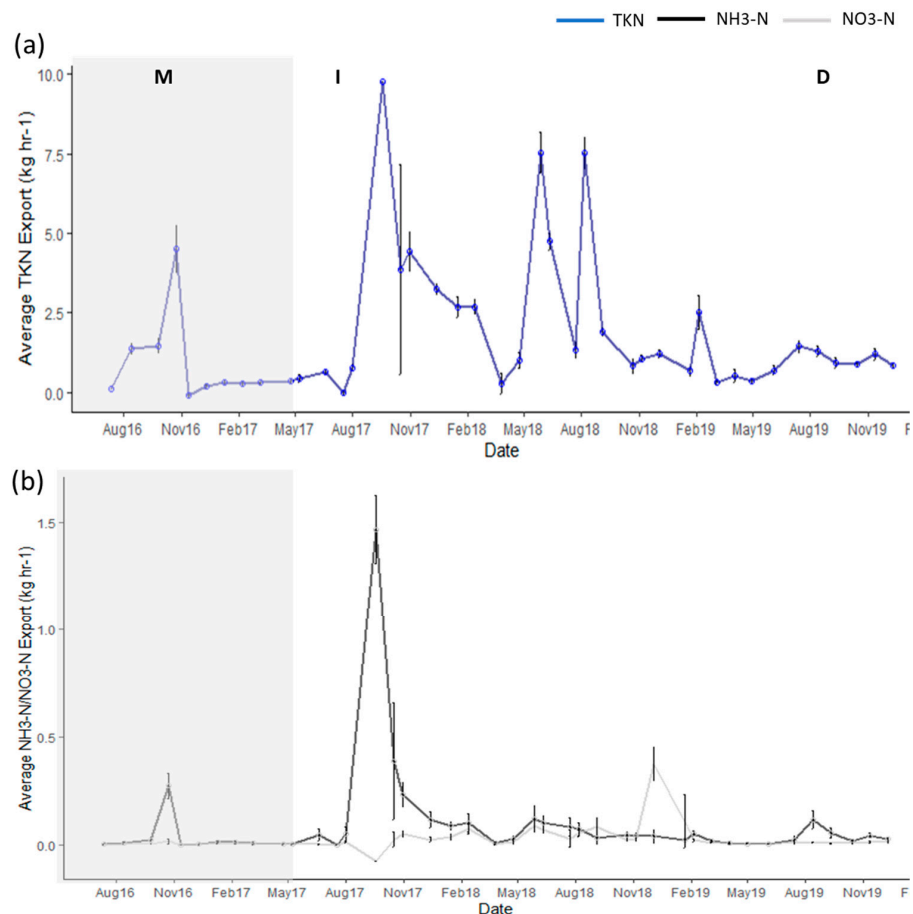 TKN NH3-N NO3-N
(a)
M I D
Average TKN Export (kg hr-1)
10.0
7.5
5.0
2.5
0.0
Aug16 Nov16 Feb17 May17 Aug17 Nov17 Feb18 May18 Aug18 Nov18 Feb19 May19 Aug19 Nov19 F
Date
(b)
Average NH3-N/NO3-N Export (kg hr-1)
1.5
1.0
0.5
0.0
Aug16 Nov16 Feb17 May17 Aug17 Nov17 Feb18 May18 Aug18 Nov18 Feb19 May19 Aug19 Nov19 F
Date